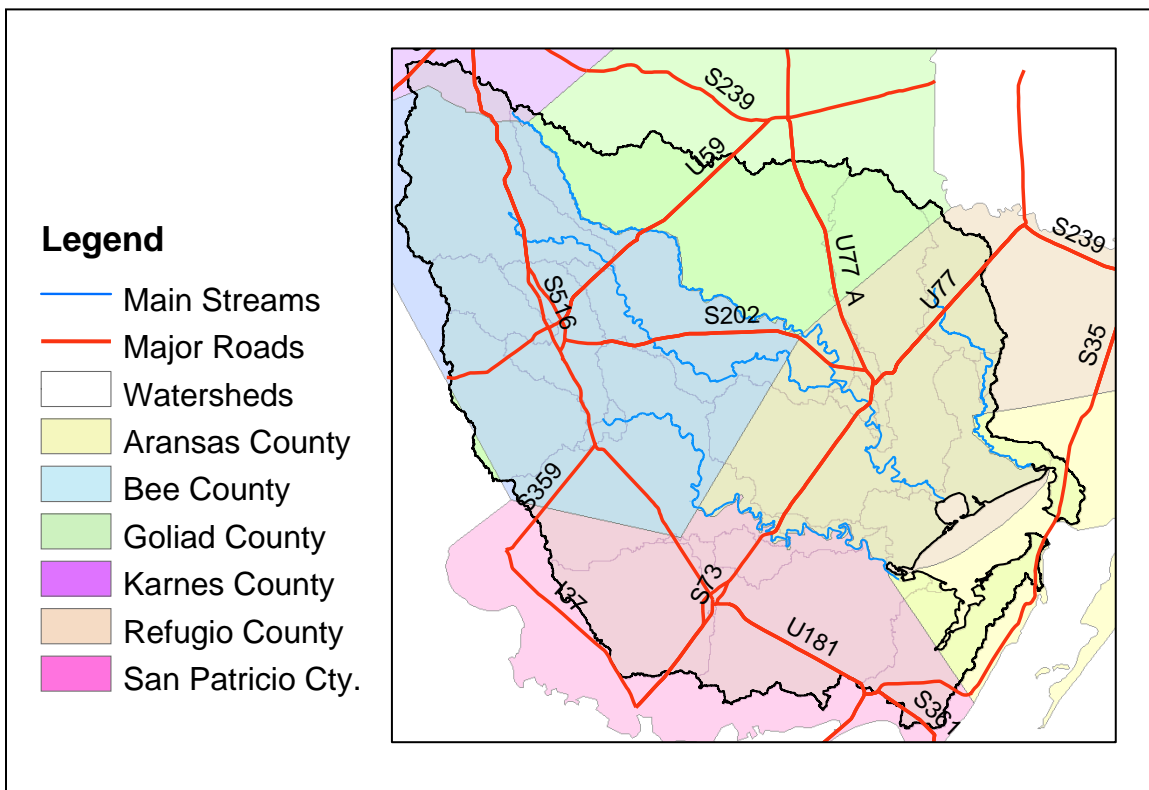 Legend
Main Streams
Major Roads
Watersheds
Aransas County
Bee County
Goliad County
Karnes County
Refugio County
San Patricio Cty.
S239
U59
S239
U77 A
U77
S516
S202
S35
S359
I37
S73
U181
S361